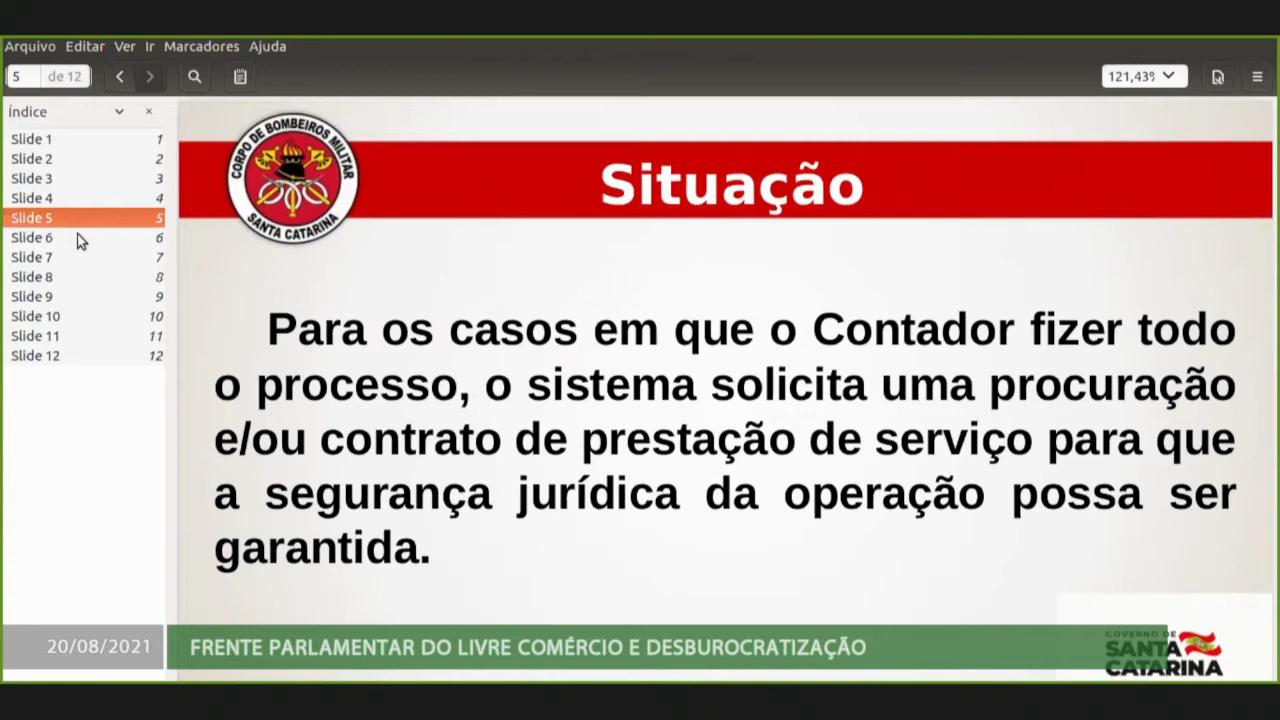 Arquivo Editar Ver Ir Marcadores Ajuda
5 de 12
121,43%
Índice
Slide 1 1
Slide 2 2
Slide 3 3
Slide 4 4
Slide 5 5
Slide 6 6
Slide 7 7
Slide 8 8
Slide 9 9
Slide 10 10
Slide 11 11
Slide 12 12
CORPO DE BOMBEIROS MILITAR
SANTA CATARINA
Situação
Para os casos em que o Contador fizer todo
o processo, o sistema solicita uma procuração
e/ou contrato de prestação de serviço para que
a segurança jurídica da operação possa ser
garantida.
20/08/2021
FRENTE PARLAMENTAR DO LIVRE COMÉRCIO E DESBUROCRATIZAÇÃO
GOVERNO DE
SANTA
CATARINA